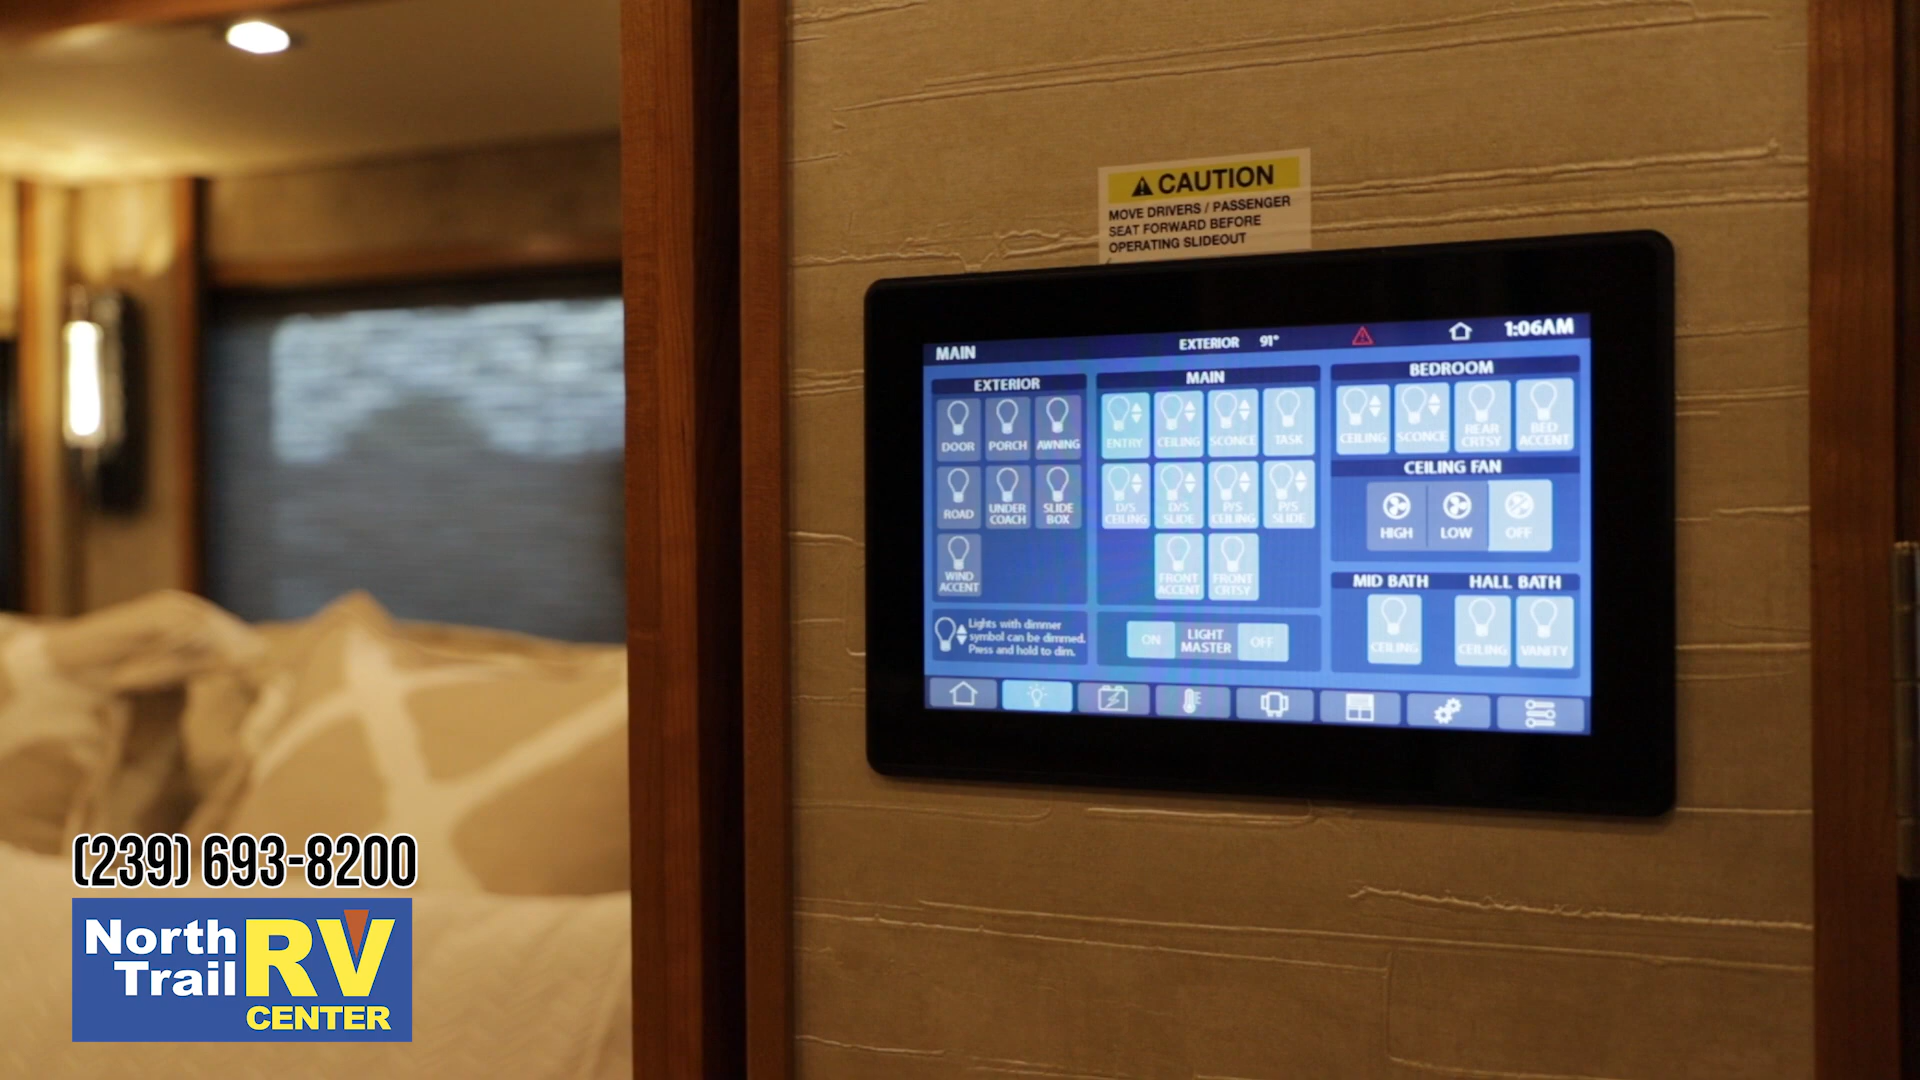 CAUTION
MOVE DRIVERS / PASSENGER
SEAT FORWARD BEFORE
OPERATING SLIDEOUT
MAIN
EXTERIOR 91°
1:06AM
EXTERIOR
DOOR PORCH AWNING
ROAD UNDER COACH SLIDE BOX
WIND ACCENT
Lights with dimmer
symbol can be dimmed.
Press and hold to dim.
MAIN
ENTRY CEILING SCONCE TASK
D/S CEILING D/S SLIDE P/S CEILING P/S SLIDE
FRONT ACCENT FRONT CRTSY
ON LIGHT MASTER OFF
BEDROOM
CEILING SCONCE REAR CRTSY BED ACCENT
CEILING FAN
HIGH LOW OFF
MID BATH HALL BATH
CEILING CEILING VANITY
(239) 693-8200
North
Trail
RV
CENTER